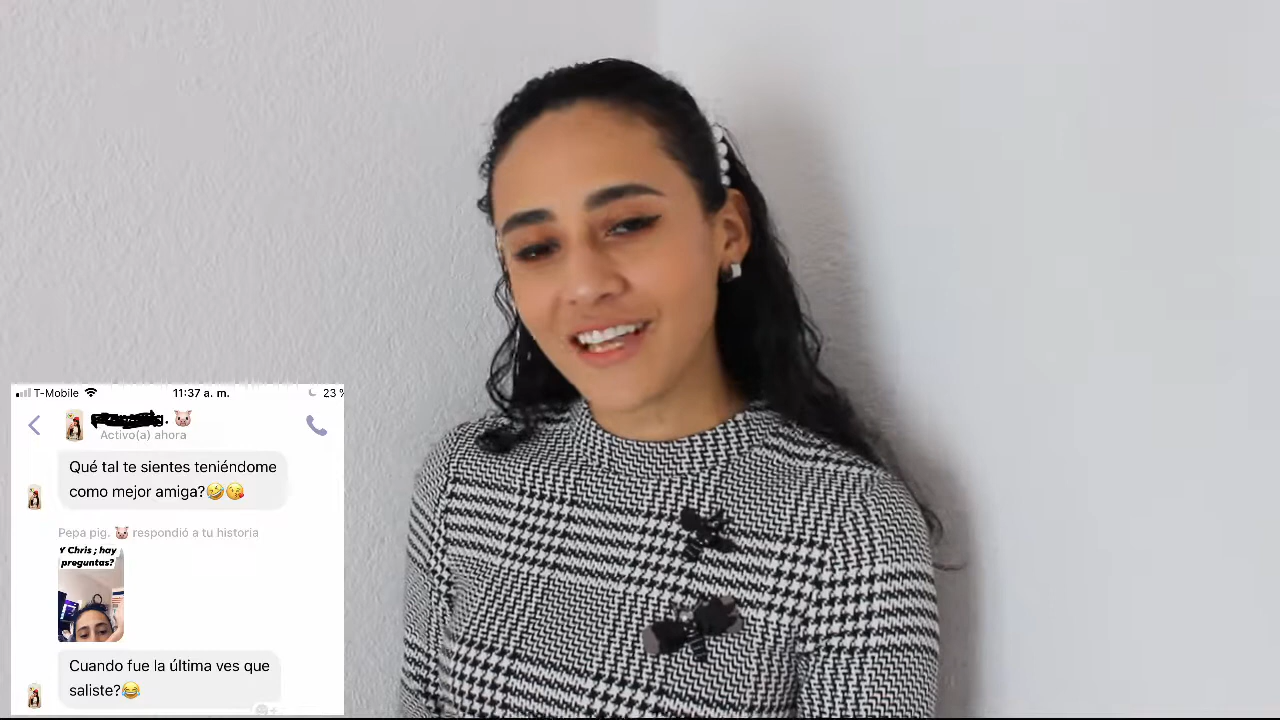 T-Mobile 11:37 a. m. 23 %
Activo(a) ahora
Qué tal te sientes teniéndome
como mejor amiga?🤣😘
Pepa pig. 🐷 respondió a tu historia
Y Chris ; hay
preguntas?
Cuando fue la última ves que
saliste?😂